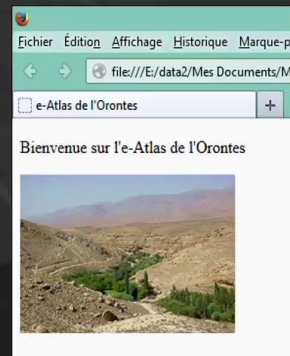 Fichier Édition Affichage Historique Marque-p
file:///E:/data2/Mes Documents/M
e-Atlas de l'Orontes
Bienvenue sur l'e-Atlas de l'Orontes